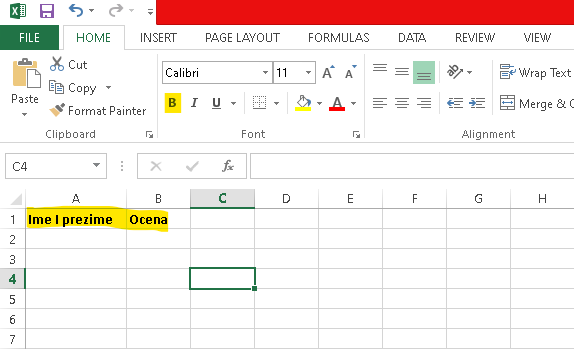 FILE HOME INSERT PAGE LAYOUT FORMULAS DATA REVIEW VIEW
Cut
Copy
Format Painter
Paste
Clipboard
Calibri 11
B I U A A A
Font
Wrap Text
Merge & C
Alignment
C4 fx
A B C D E F G H
1 Ime I prezime Ocena
2
3
4
5
6
7